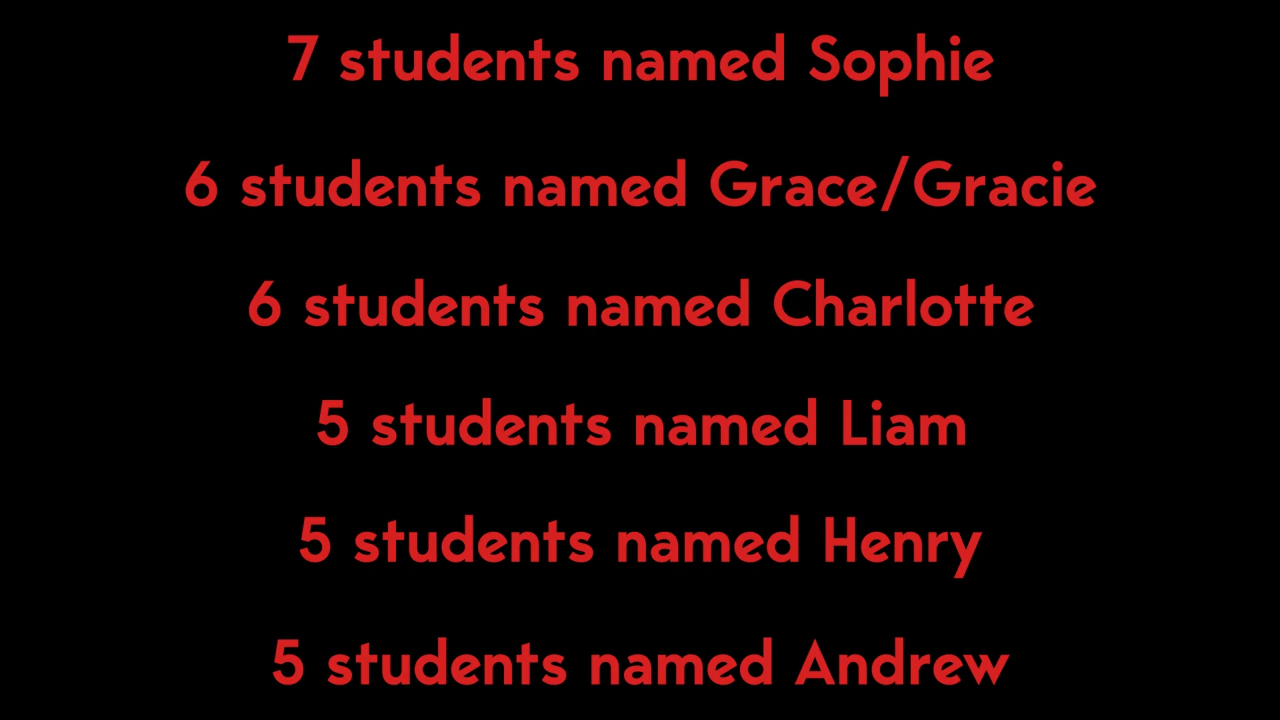 7 students named Sophie
6 students named Grace/Gracie
6 students named Charlotte
5 students named Liam
5 students named Henry
5 students named Andrew